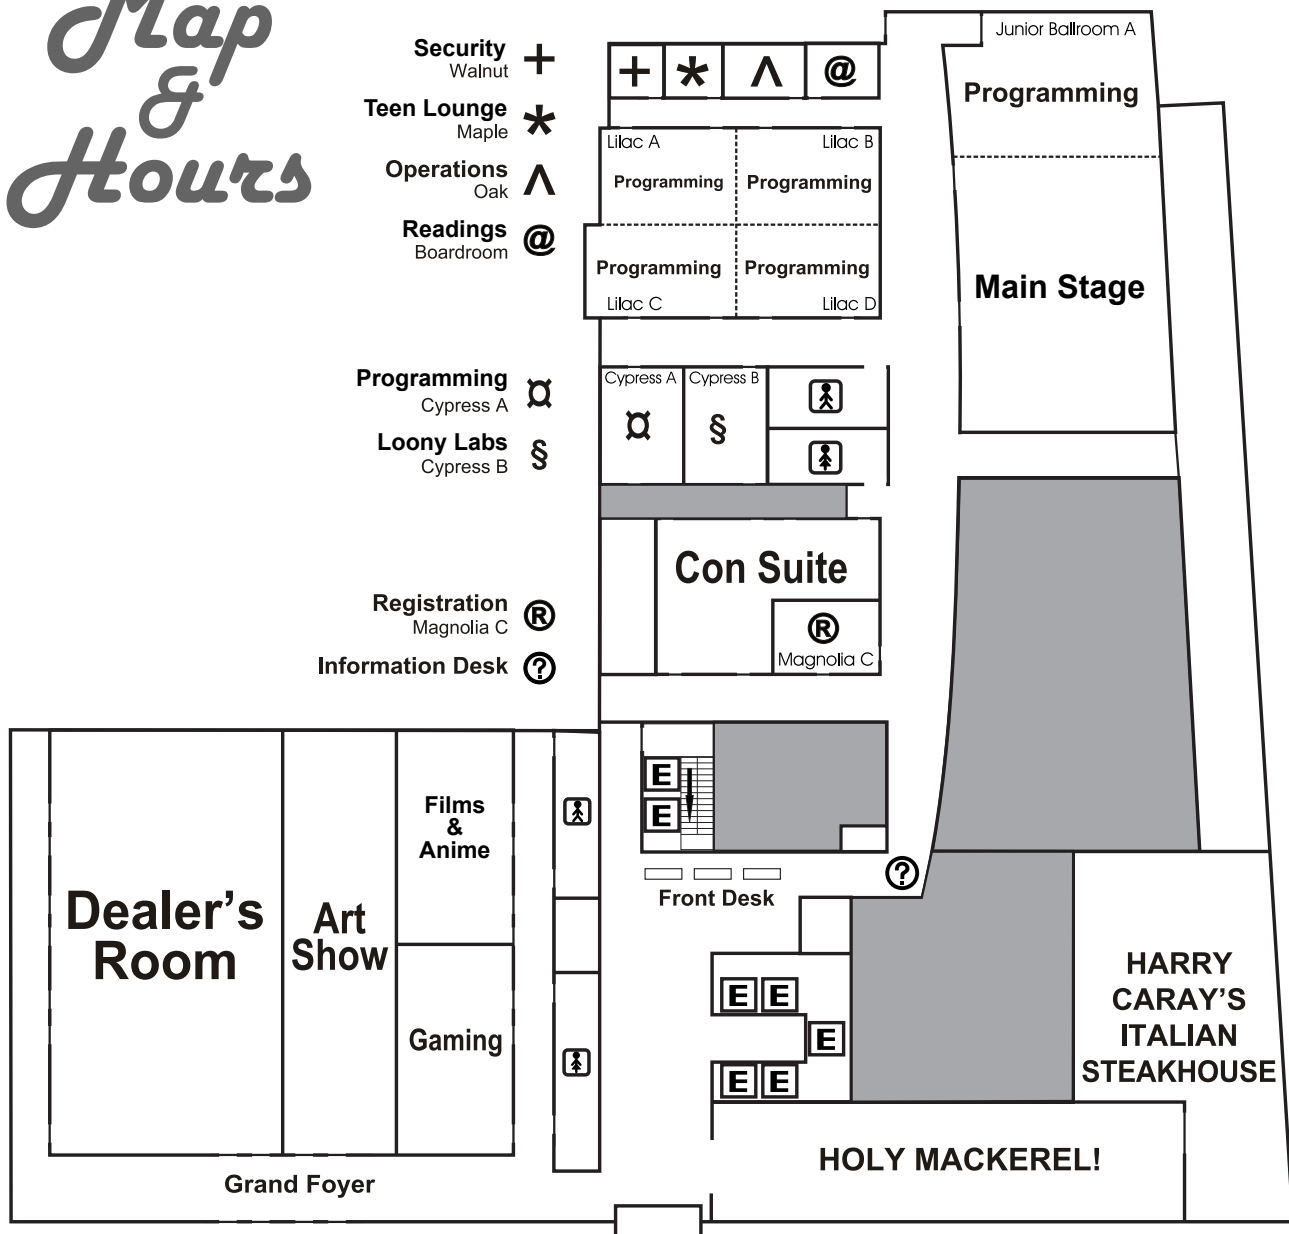 Map
&
Hours
Security
Walnut
+
Teen Lounge
Maple
*
Operations
Oak
Λ
Readings
Boardroom
@
Programming
Cypress A
¤
Loony Labs
Cypress B
§
Registration
Magnolia C
®
Information Desk
?
+ * Λ @
Junior Ballroom A
Programming
Lilac A
Lilac B
Programming
Programming
Programming
Programming
Lilac C
Lilac D
Main Stage
Cypress A
Cypress B
¤
§
Con Suite
®
Magnolia C
E
E
Films
&
Anime
Dealer’s
Room
Art
Show
Gaming
Front Desk
?
E E
E
E E
HARRY
CARAY’S
ITALIAN
STEAKHOUSE
HOLY MACKEREL!
Grand Foyer